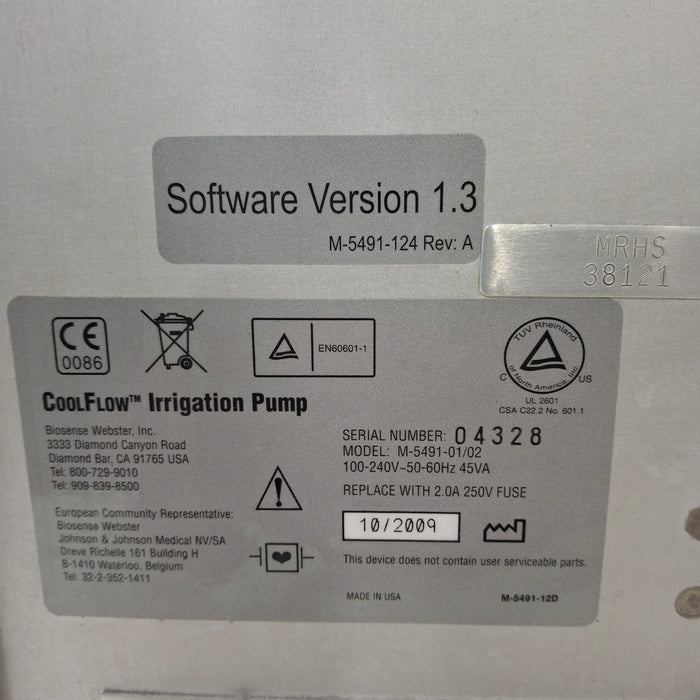 Software Version 1.3
M-5491-124 Rev: A
MRHS
38121
CE
0086
EN60601-1
TUV Rheinland
of North America, Inc.
C US
UL 2601
CSA C22.2 No. 601.1
COOLFLOW™ Irrigation Pump
Biosense Webster, Inc.
3333 Diamond Canyon Road
Diamond Bar, CA 91765 USA
Tel: 800-729-9010
Tel: 909-839-8500
European Community Representative:
Biosense Webster
Johnson & Johnson Medical NV/SA
Dreve Richelle 161 Building H
B-1410 Waterloo, Belgium
Tel: 32-2-352-1411
SERIAL NUMBER: 04328
MODEL: M-5491-01/02
100-240V~50-60Hz 45VA
REPLACE WITH 2.0A 250V FUSE
10/2009
This device does not contain user serviceable parts.
MADE IN USA
M-5491-12D